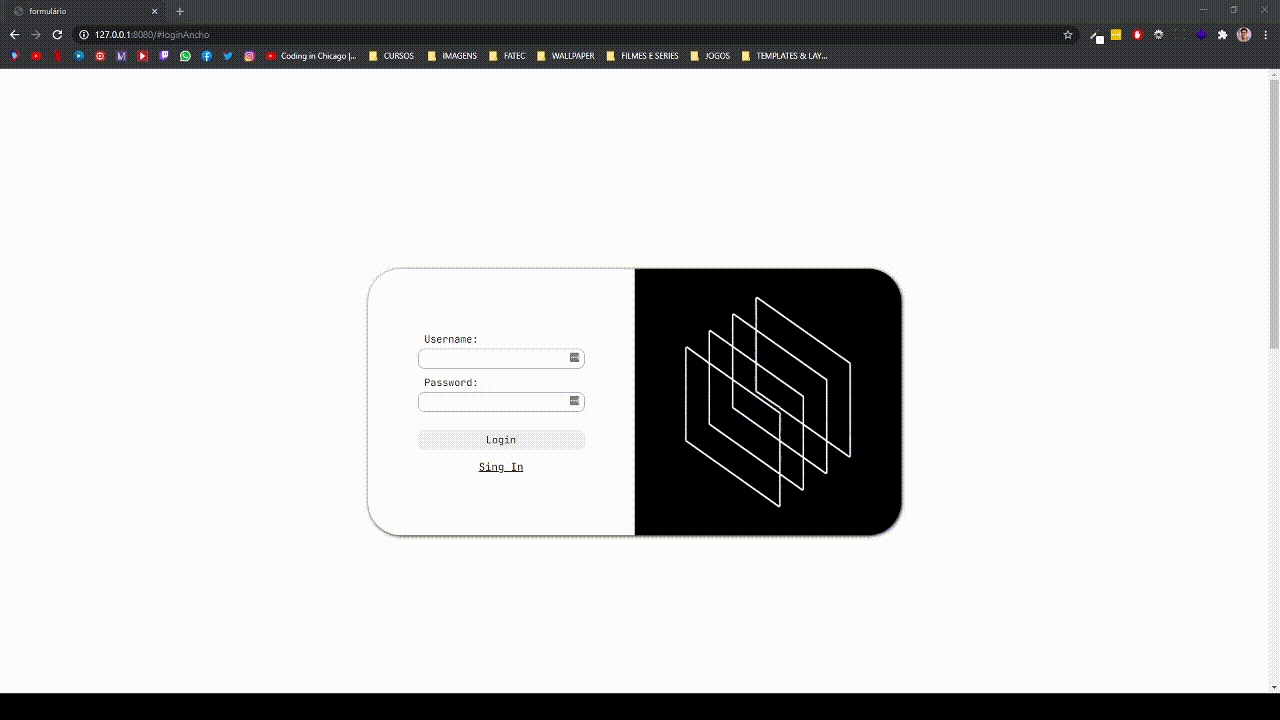 formulário
127.0.0.1:8080/#loginAncho
Coding in Chicago |... CURSOS IMAGENS FATEC WALLPAPER FILMES E SERIES JOGOS TEMPLATES & LAY...
Username:
Password:
Login
Sing In